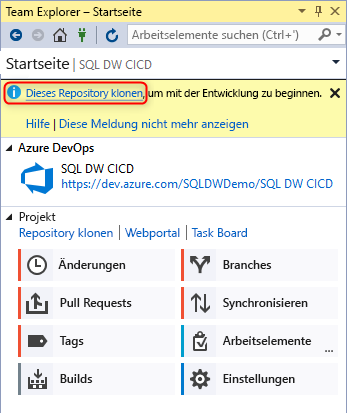 Team Explorer – Startseite
Arbeitselemente suchen (Ctrl+')
Startseite | SQL DW CICD
Dieses Repository klonen, um mit der Entwicklung zu beginnen.
Hilfe | Diese Meldung nicht mehr anzeigen
Azure DevOps
SQL DW CICD
https://dev.azure.com/SQLDWDemo/SQL DW CICD
Projekt
Repository klonen | Webportal | Task Board
Änderungen
Branches
Pull Requests
Synchronisieren
Tags
Arbeitselemente
...
Builds
Einstellungen